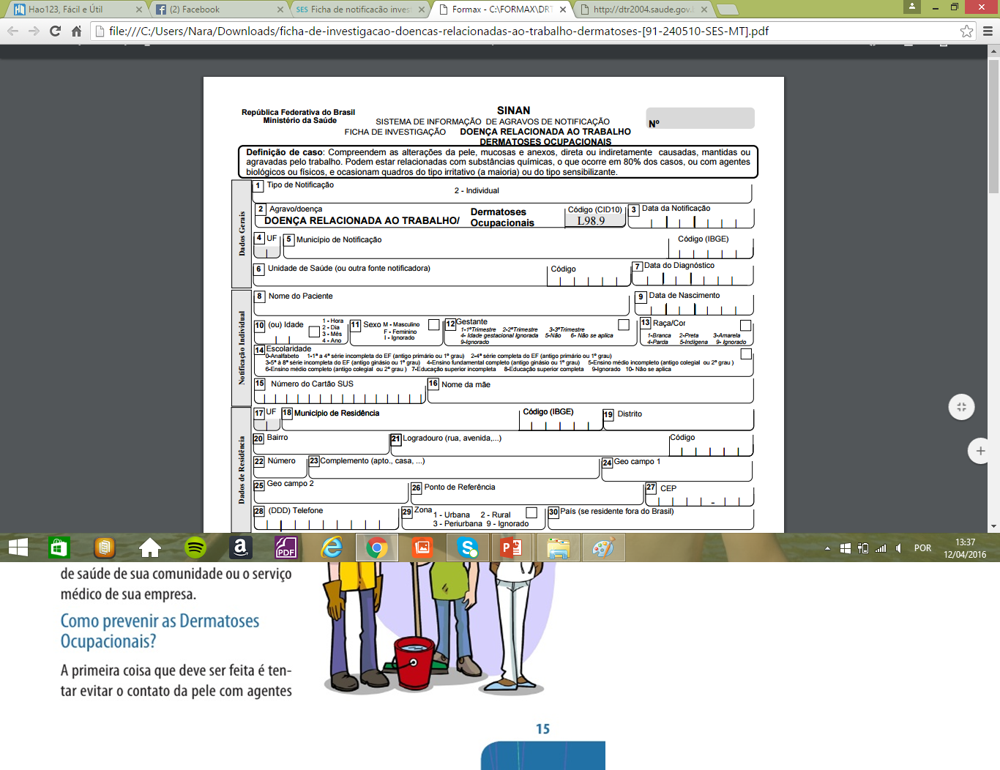 Hao123, Fácil e Útil
(2) Facebook
SES Ficha de notificacão invest
Formax - C:\FORMAX\DRT
http://dtr2004.saude.gov.
file:///C:/Users/Nara/Downloads/ficha-de-investigacao-doencas-relacionadas-ao-trabalho-dermatoses-[91-240510-SES-MT].pdf
República Federativa do Brasil
Ministério da Saúde
SINAN
SISTEMA DE INFORMAÇÃO DE AGRAVOS DE NOTIFICAÇÃO
FICHA DE INVESTIGAÇÃO DOENÇA RELACIONADA AO TRABALHO
DERMATOSES OCUPACIONAIS
Nº
Definição de caso: Compreendem as alterações da pele, mucosas e anexos, direta ou indiretamente causadas, mantidas ou
agravadas pelo trabalho. Podem estar relacionadas com substâncias químicas, o que ocorre em 80% dos casos, ou com agentes
biológicos ou físicos, e ocasionam quadros do tipo irritativo (a maioria) ou do tipo sensibilizante.
Dados Gerais
1 Tipo de Notificação
2 - Individual
2 Agravo/doença
DOENÇA RELACIONADA AO TRABALHO/
Dermatoses
Ocupacionais
Código (CID10)
L98.9
3 Data da Notificação
4 UF
5 Município de Notificação
Código (IBGE)
6 Unidade de Saúde (ou outra fonte notificadora)
Código
7 Data do Diagnóstico
Notificação Individual
8 Nome do Paciente
9 Data de Nascimento
10 (ou) Idade
1 - Hora
2 - Dia
3 - Mês
4 - Ano
11 Sexo M - Masculino
F - Feminino
I - Ignorado
12 Gestante
1-1ºTrimestre 2-2ºTrimestre 3-3ºTrimestre
4- Idade gestacional Ignorada 5-Não 6- Não se aplica
9-Ignorado
13 Raça/Cor
1-Branca 2-Preta 3-Amarela
4-Parda 5-Indígena 9- Ignorado
14 Escolaridade
0-Analfabeto 1-1ª a 4ª série incompleta do EF (antigo primário ou 1º grau) 2-4ª série completa do EF (antigo primário ou 1º grau)
3-5ª à 8ª série incompleta do EF (antigo ginásio ou 1º grau) 4-Ensino fundamental completo (antigo ginásio ou 1º grau) 5-Ensino médio incompleto (antigo colegial ou 2º grau )
6-Ensino médio completo (antigo colegial ou 2º grau ) 7-Educação superior incompleta 8-Educação superior completa 9-Ignorado 10- Não se aplica
15 Número do Cartão SUS
16 Nome da mãe
Dados de Residência
17 UF
18 Município de Residência
Código (IBGE)
19 Distrito
20 Bairro
21 Logradouro (rua, avenida,...)
Código
22 Número
23 Complemento (apto., casa, ...)
24 Geo campo 1
25 Geo campo 2
26 Ponto de Referência
27 CEP
-
28 (DDD) Telefone
29 Zona
1 - Urbana 2 - Rural
3 - Periurbana 9 - Ignorado
30 País (se residente fora do Brasil)
PDF
POR
13:37
12/04/2016
de saúde de sua comunidade ou o serviço
médico de sua empresa.
Como prevenir as Dermatoses
Ocupacionais?
A primeira coisa que deve ser feita é ten-
tar evitar o contato da pele com agentes
15